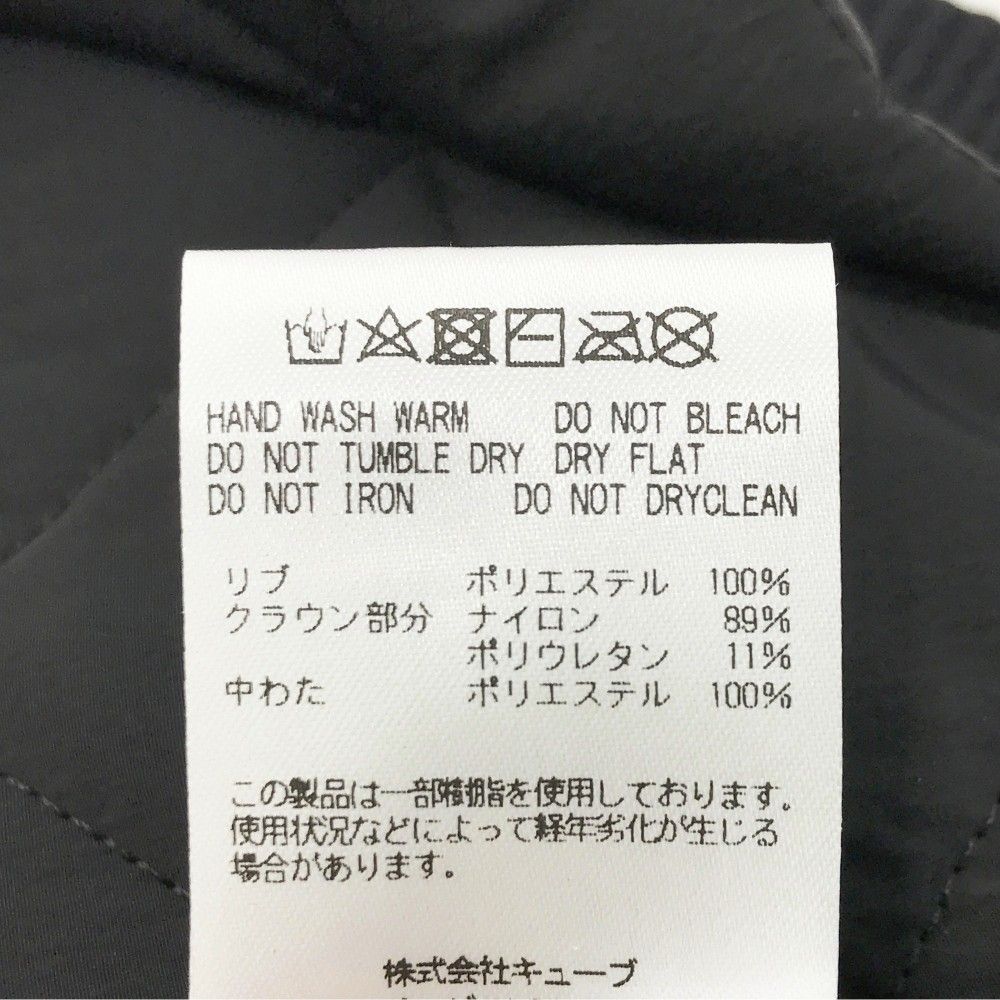 HAND WASH WARM DO NOT BLEACH
DO NOT TUMBLE DRY DRY FLAT
DO NOT IRON DO NOT DRYCLEAN
リブ ポリエステル 100%
クラウン部分 ナイロン 89%
ポリウレタン 11%
中わた ポリエステル 100%
この製品は一部樹脂を使用しております。
使用状況などによって経年劣化が生じる
場合があります。
株式会社キューブ